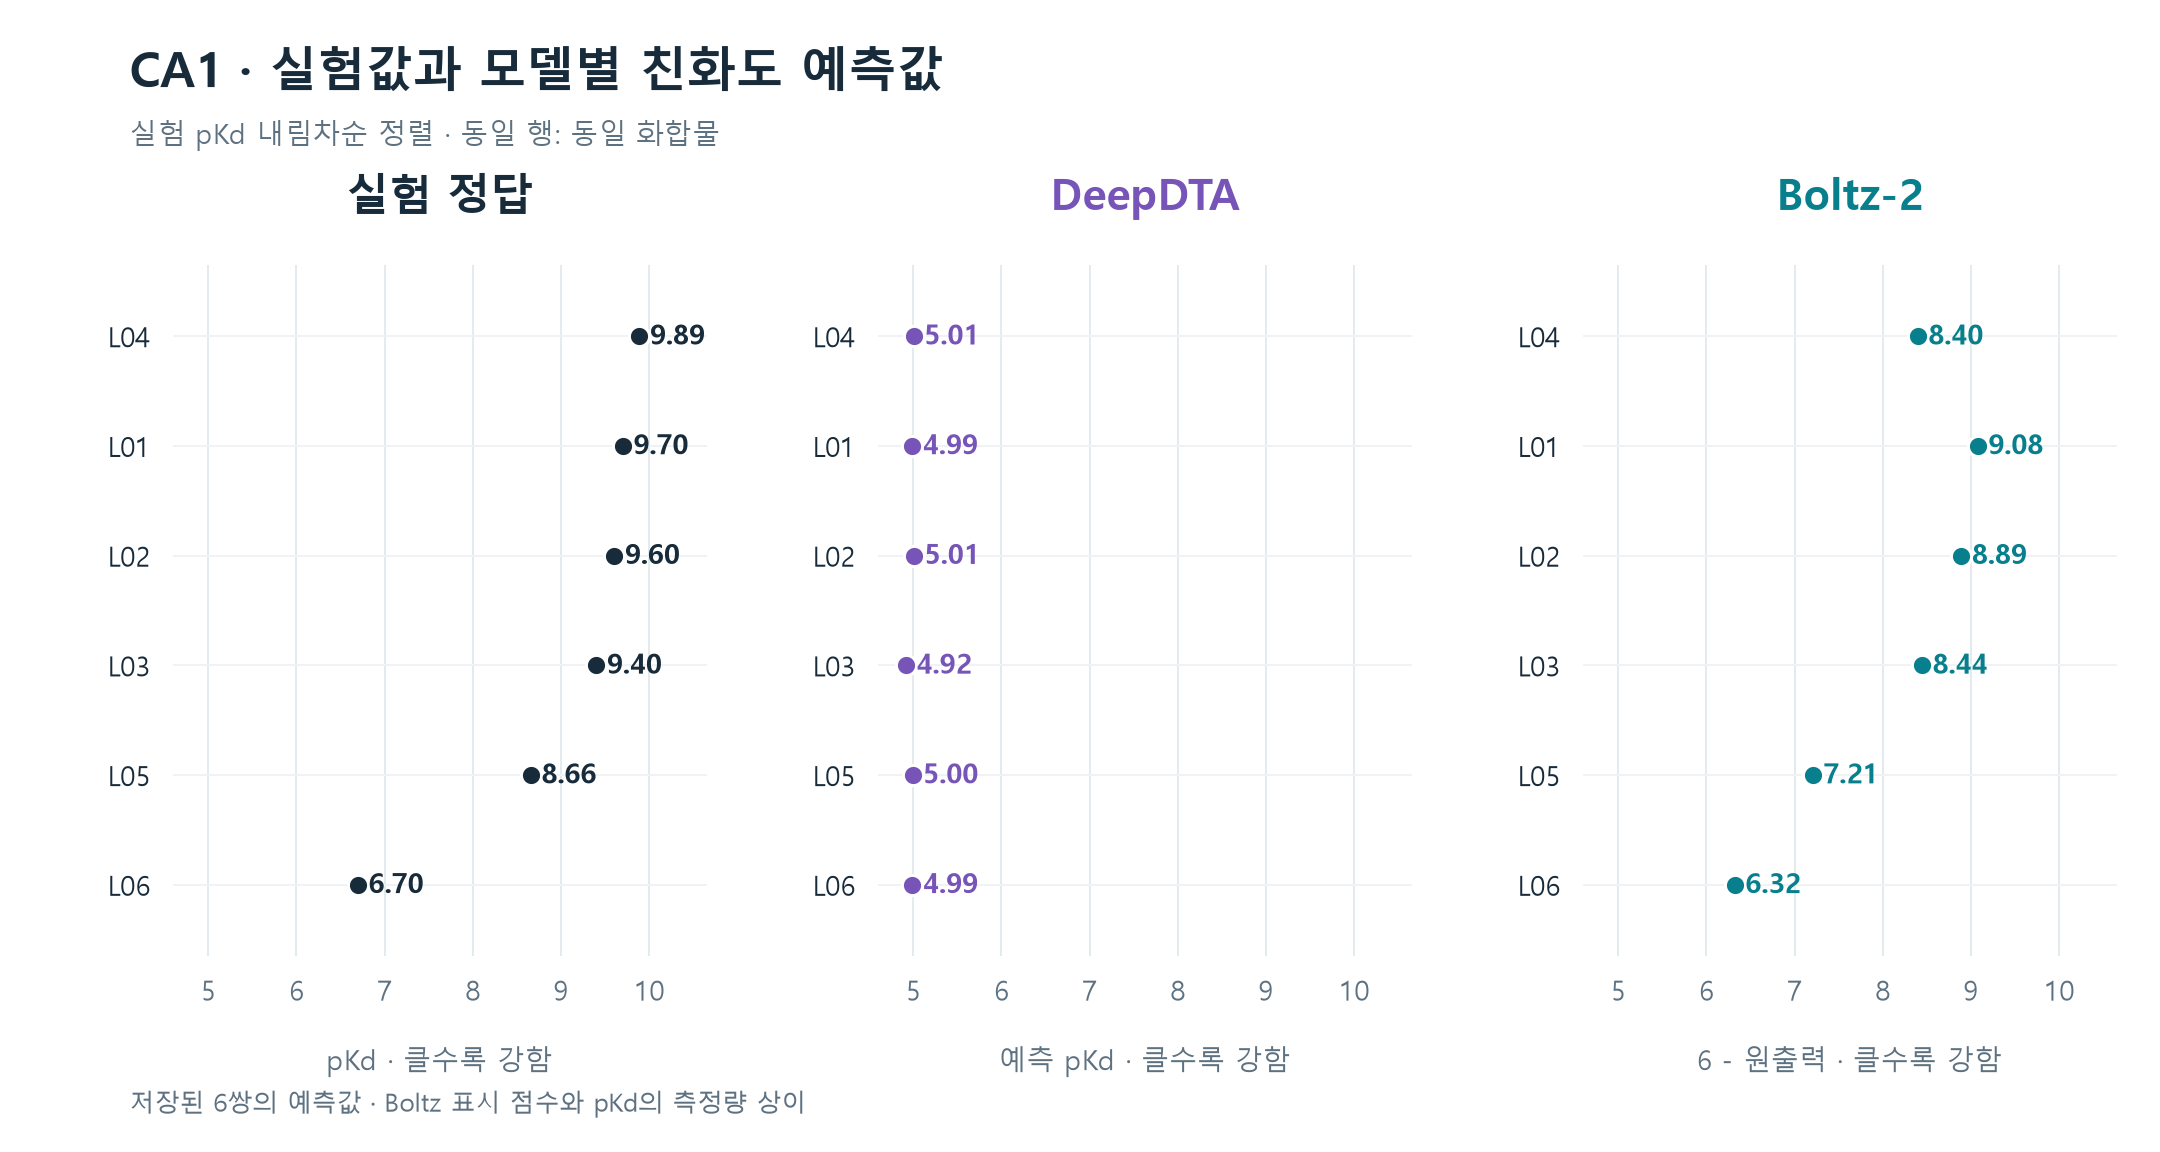 CA1 · 실험값과 모델별 친화도 예측값
실험 pKd 내림차순 정렬 · 동일 행: 동일 화합물
실험 정답
L04 9.89
L01 9.70
L02 9.60
L03 9.40
L05 8.66
L06 6.70
5 6 7 8 9 10
pKd · 클수록 강함
DeepDTA
L04 5.01
L01 4.99
L02 5.01
L03 4.92
L05 5.00
L06 4.99
5 6 7 8 9 10
예측 pKd · 클수록 강함
Boltz-2
L04 8.40
L01 9.08
L02 8.89
L03 8.44
L05 7.21
L06 6.32
5 6 7 8 9 10
6 - 원출력 · 클수록 강함
저장된 6쌍의 예측값 · Boltz 표시 점수와 pKd의 측정량 상이